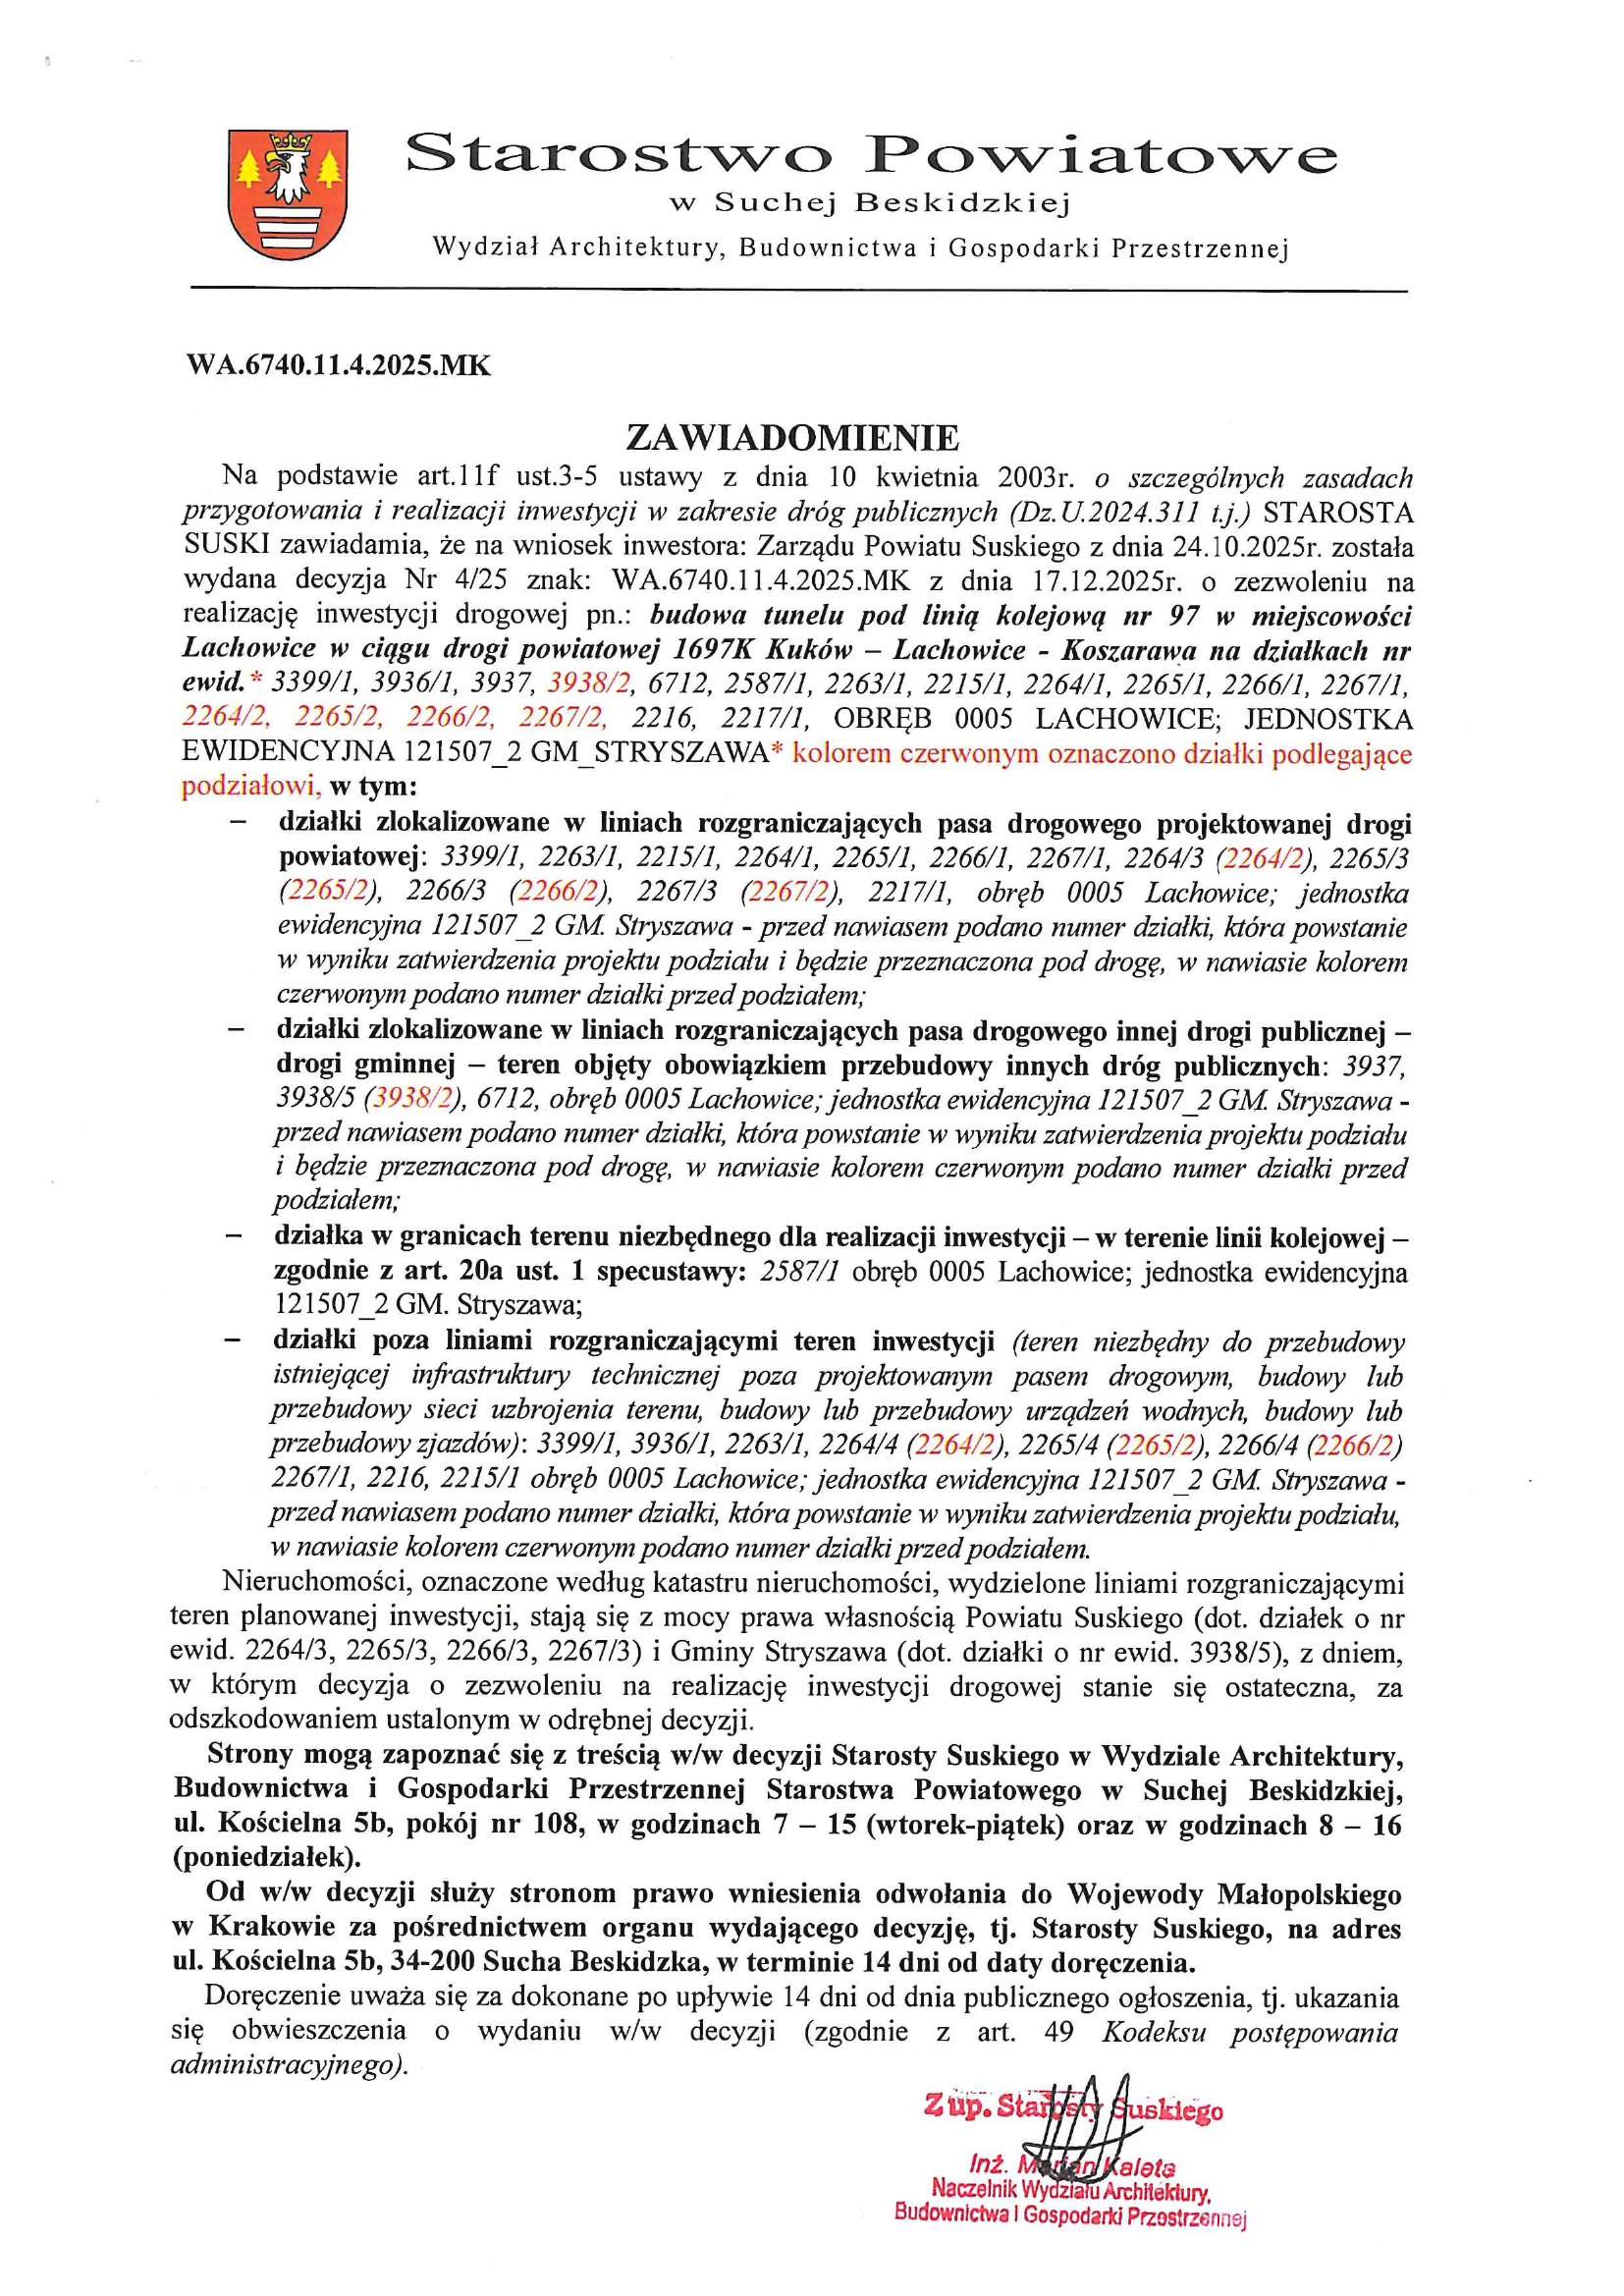 Starostwo Powiatowe
w Suchej Beskidzkiej
Wydział Architektury, Budownictwa i Gospodarki Przestrzennej
WA.6740.11.4.2025.MK
ZAWIADOMIENIE
Na podstawie art.11f ust.3-5 ustawy z dnia 10 kwietnia 2003r. o szczególnych zasadach
przygotowania i realizacji inwestycji w zakresie dróg publicznych (Dz.U.2024.311 t.j.) STAROSTA
SUSKI zawiadamia, że na wniosek inwestora: Zarządu Powiatu Suskiego z dnia 24.10.2025r. została
wydana decyzja Nr 4/25 znak: WA.6740.11.4.2025.MK z dnia 17.12.2025r. o zezwoleniu na
realizację inwestycji drogowej pn.: budowa tunelu pod linią kolejową nr 97 w miejscowości
Lachowice w ciągu drogi powiatowej 1697K Kuków – Lachowice - Koszarawa na działkach nr
ewid.* 3399/1, 3936/1, 3937, 3938/2, 6712, 2587/1, 2263/1, 2215/1, 2264/1, 2265/1, 2266/1, 2267/1,
2264/2, 2265/2, 2266/2, 2267/2, 2216, 2217/1, OBRĘB 0005 LACHOWICE; JEDNOSTKA
EWIDENCYJNA 121507_2 GM_STRYSZAWA* kolorem czerwonym oznaczono działki podlegające
podziałowi, w tym:
– działki zlokalizowane w liniach rozgraniczających pasa drogowego projektowanej drogi
powiatowej: 3399/1, 2263/1, 2215/1, 2264/1, 2265/1, 2266/1, 2267/1, 2264/3 (2264/2), 2265/3
(2265/2), 2266/3 (2266/2), 2267/3 (2267/2), 2217/1, obręb 0005 Lachowice; jednostka
ewidencyjna 121507_2 GM. Stryszawa - przed nawiasem podano numer działki, która powstanie
w wyniku zatwierdzenia projektu podziału i będzie przeznaczona pod drogę, w nawiasie kolorem
czerwonym podano numer działki przed podziałem;
– działki zlokalizowane w liniach rozgraniczających pasa drogowego innej drogi publicznej –
drogi gminnej – teren objęty obowiązkiem przebudowy innych dróg publicznych: 3937,
3938/5 (3938/2), 6712, obręb 0005 Lachowice; jednostka ewidencyjna 121507_2 GM. Stryszawa -
przed nawiasem podano numer działki, która powstanie w wyniku zatwierdzenia projektu podziału
i będzie przeznaczona pod drogę, w nawiasie kolorem czerwonym podano numer działki przed
podziałem;
– działka w granicach terenu niezbędnego dla realizacji inwestycji – w terenie linii kolejowej –
zgodnie z art. 20a ust. 1 specustawy: 2587/1 obręb 0005 Lachowice; jednostka ewidencyjna
121507_2 GM. Stryszawa;
– działki poza liniami rozgraniczającymi teren inwestycji (teren niezbędny do przebudowy
istniejącej infrastruktury technicznej poza projektowanym pasem drogowym, budowy lub
przebudowy sieci uzbrojenia terenu, budowy lub przebudowy urządzeń wodnych, budowy lub
przebudowy zjazdów): 3399/1, 3936/1, 2263/1, 2264/4 (2264/2), 2265/4 (2265/2), 2266/4 (2266/2)
2267/1, 2216, 2215/1 obręb 0005 Lachowice; jednostka ewidencyjna 121507_2 GM. Stryszawa -
przed nawiasem podano numer działki, która powstanie w wyniku zatwierdzenia projektu podziału,
w nawiasie kolorem czerwonym podano numer działki przed podziałem.
Nieruchomości, oznaczone według katastru nieruchomości, wydzielone liniami rozgraniczającymi
teren planowanej inwestycji, stają się z mocy prawa własnością Powiatu Suskiego (dot. działek o nr
ewid. 2264/3, 2265/3, 2266/3, 2267/3) i Gminy Stryszawa (dot. działki o nr ewid. 3938/5), z dniem,
w którym decyzja o zezwoleniu na realizację inwestycji drogowej stanie się ostateczna, za
odszkodowaniem ustalonym w odrębnej decyzji.
Strony mogą zapoznać się z treścią w/w decyzji Starosty Suskiego w Wydziale Architektury,
Budownictwa i Gospodarki Przestrzennej Starostwa Powiatowego w Suchej Beskidzkiej,
ul. Kościelna 5b, pokój nr 108, w godzinach 7 – 15 (wtorek-piątek) oraz w godzinach 8 – 16
(poniedziałek).
Od w/w decyzji służy stronom prawo wniesienia odwołania do Wojewody Małopolskiego
w Krakowie za pośrednictwem organu wydającego decyzję, tj. Starosty Suskiego, na adres
ul. Kościelna 5b, 34-200 Sucha Beskidzka, w terminie 14 dni od daty doręczenia.
Doręczenie uważa się za dokonane po upływie 14 dni od dnia publicznego ogłoszenia, tj. ukazania
się obwieszczenia o wydaniu w/w decyzji (zgodnie z art. 49 Kodeksu postępowania
administracyjnego).
Z up. Starosty Suskiego
Inż. Marian Kaleta
Naczelnik Wydziału Architektury,
Budownictwa i Gospodarki Przestrzennej